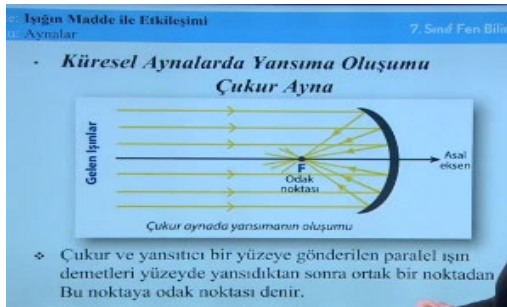 Işığın Madde ile Etkileşimi
Aynalar
7. Sınıf Fen Bilim
Küresel Aynalarda Yansıma Oluşumu
Çukur Ayna
Gelen Işınlar
F
Odak
noktası
Asal
eksen
Çukur aynada yansımanın oluşumu
Çukur ve yansıtıcı bir yüzeye gönderilen paralel ışın
demetleri yüzeyde yansıdıktan sonra ortak bir noktadan
Bu noktaya odak noktası denir.